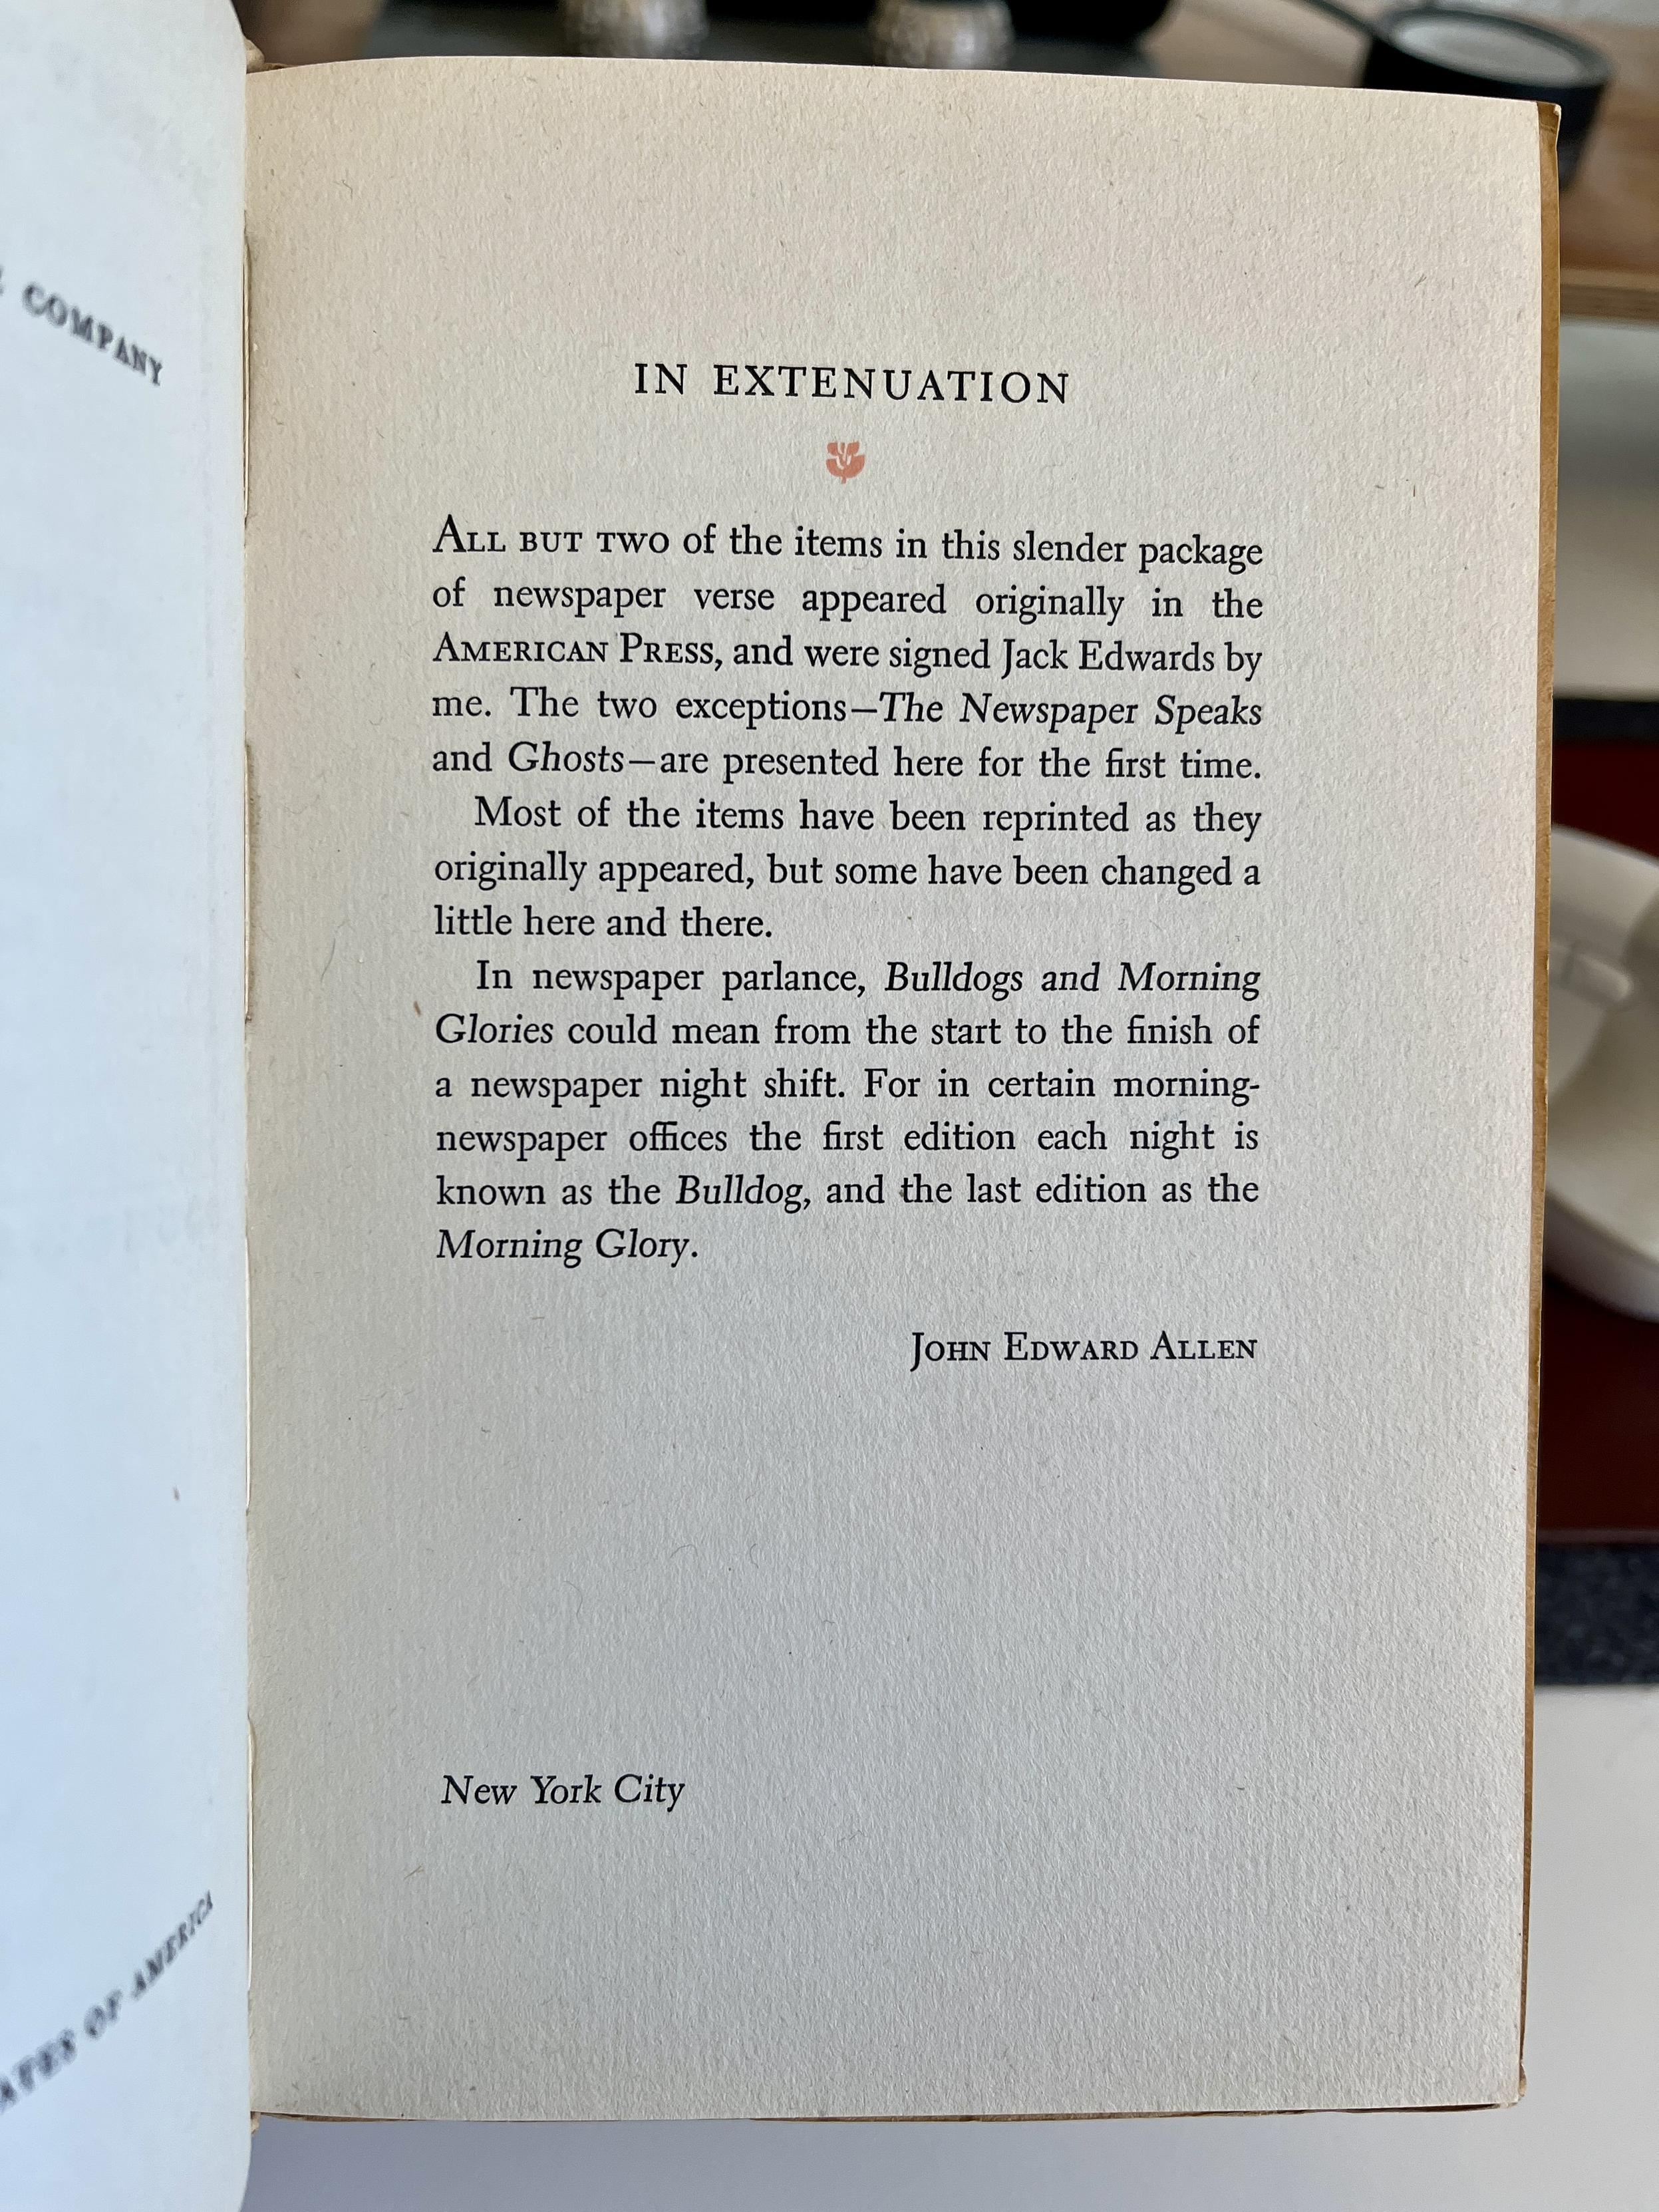 COMPANY
OF AMERICA
IN EXTENUATION
ALL BUT TWO of the items in this slender package
of newspaper verse appeared originally in the
AMERICAN PRESS, and were signed Jack Edwards by
me. The two exceptions—The Newspaper Speaks
and Ghosts—are presented here for the first time.
Most of the items have been reprinted as they
originally appeared, but some have been changed a
little here and there.
In newspaper parlance, Bulldogs and Morning
Glories could mean from the start to the finish of
a newspaper night shift. For in certain morning-
newspaper offices the first edition each night is
known as the Bulldog, and the last edition as the
Morning Glory.
JOHN EDWARD ALLEN
New York City